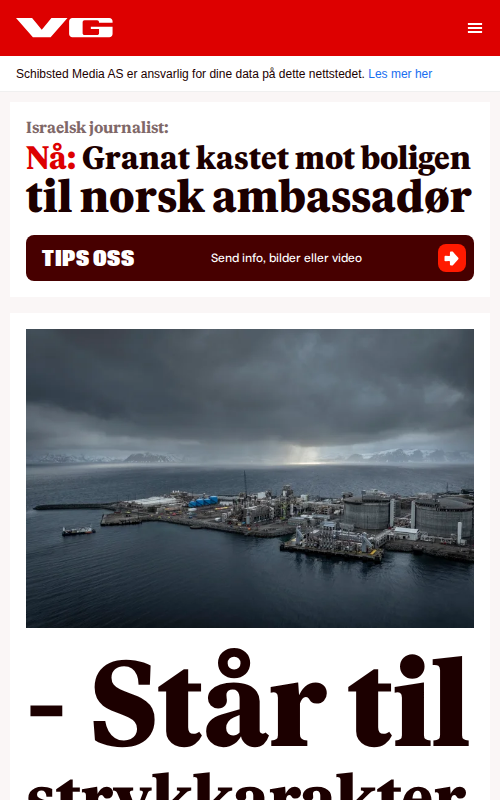 VG
Schibsted Media AS er ansvarlig for dine data på dette nettstedet. Les mer her
Israelsk journalist:
Nå: Granat kastet mot boligen
til norsk ambassadør
TIPS OSS
Send info, bilder eller video
- Står til
strykkarakter